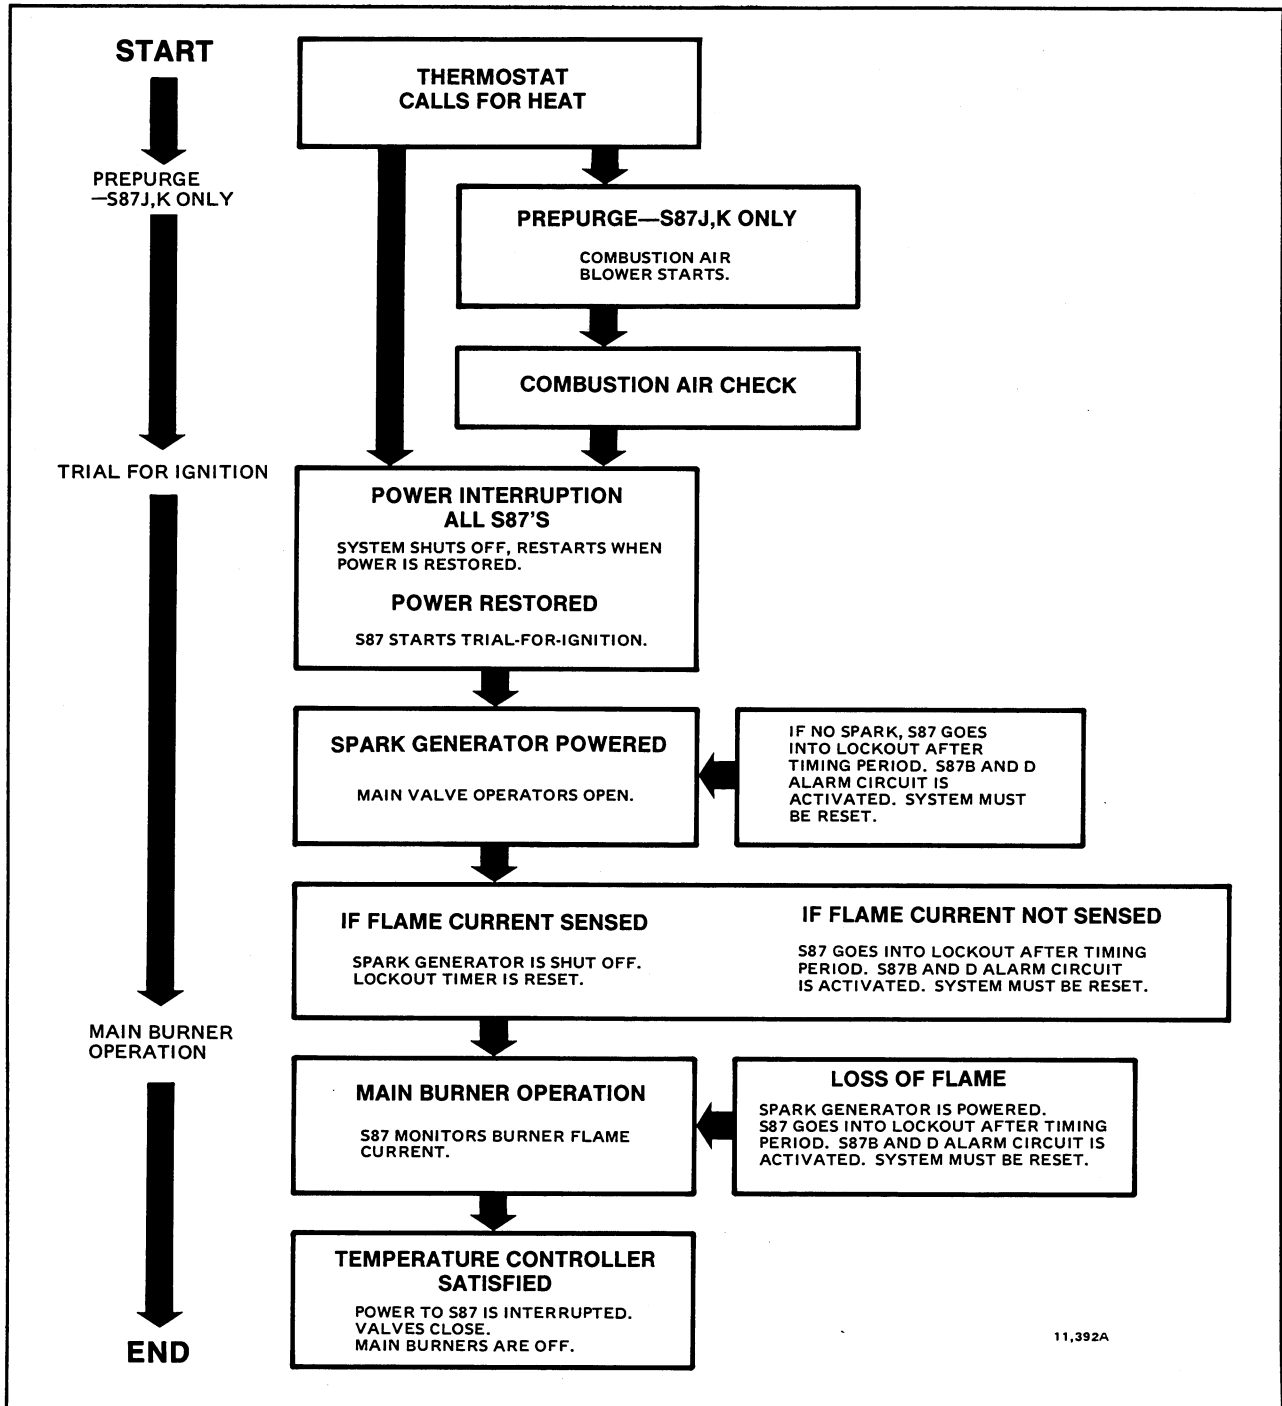 START
PREPURGE
—S87J,K ONLY
TRIAL FOR IGNITION
MAIN BURNER
OPERATION
END
THERMOSTAT
CALLS FOR HEAT
PREPURGE—S87J,K ONLY
COMBUSTION AIR
BLOWER STARTS.
COMBUSTION AIR CHECK
POWER INTERRUPTION
ALL S87'S
SYSTEM SHUTS OFF, RESTARTS WHEN
POWER IS RESTORED.
POWER RESTORED
S87 STARTS TRIAL-FOR-IGNITION.
SPARK GENERATOR POWERED
MAIN VALVE OPERATORS OPEN.
IF NO SPARK, S87 GOES
INTO LOCKOUT AFTER
TIMING PERIOD. S87B AND D
ALARM CIRCUIT IS
ACTIVATED. SYSTEM MUST
BE RESET.
IF FLAME CURRENT SENSED
SPARK GENERATOR IS SHUT OFF.
LOCKOUT TIMER IS RESET.
IF FLAME CURRENT NOT SENSED
S87 GOES INTO LOCKOUT AFTER TIMING
PERIOD. S87B AND D ALARM CIRCUIT
IS ACTIVATED. SYSTEM MUST BE RESET.
MAIN BURNER OPERATION
S87 MONITORS BURNER FLAME
CURRENT.
LOSS OF FLAME
SPARK GENERATOR IS POWERED.
S87 GOES INTO LOCKOUT AFTER TIMING
PERIOD. S87B AND D ALARM CIRCUIT IS
ACTIVATED. SYSTEM MUST BE RESET.
TEMPERATURE CONTROLLER
SATISFIED
POWER TO S87 IS INTERRUPTED.
VALVES CLOSE.
MAIN BURNERS ARE OFF.
11,392A